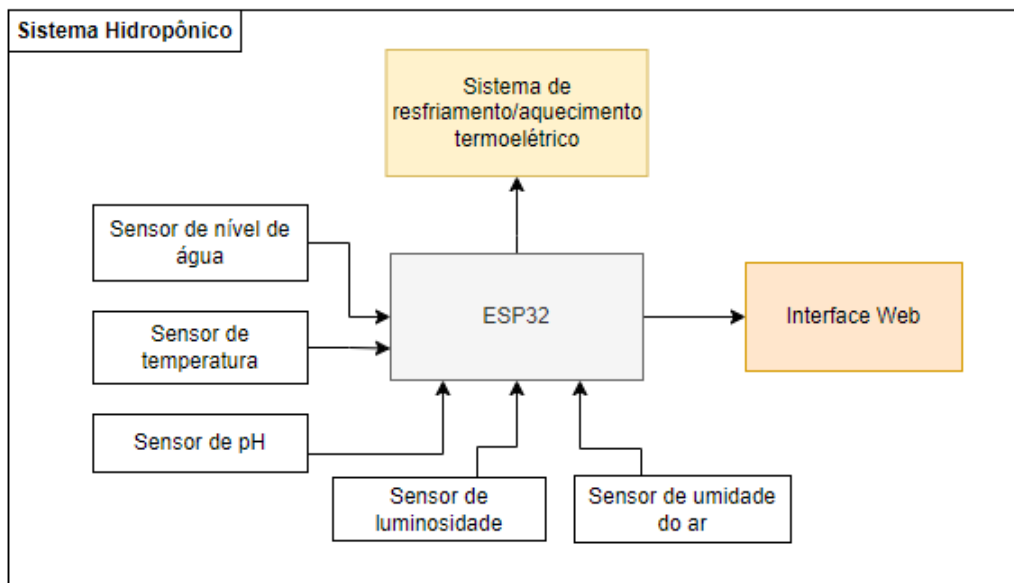 Sistema Hidropônico
Sistema de
resfriamento/aquecimento
termoelétrico
Sensor de nível de
água
ESP32
Interface Web
Sensor de
temperatura
Sensor de pH
Sensor de
luminosidade
Sensor de umidade
do ar